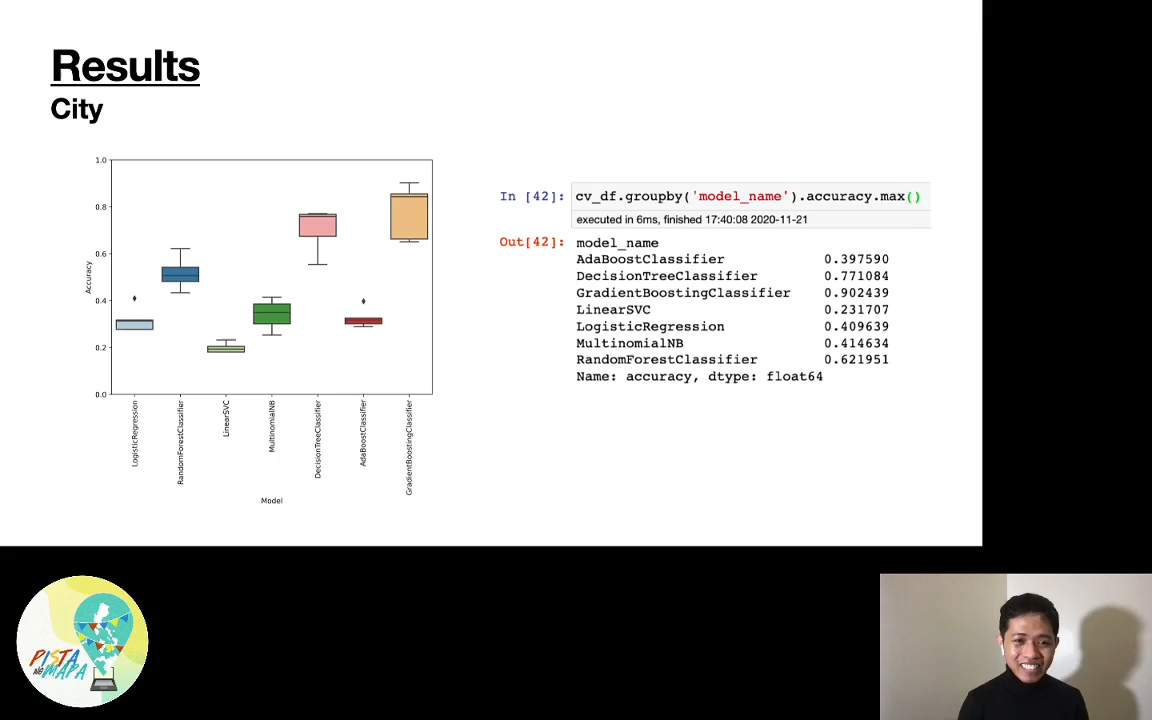 Results
City
1.0
0.8
0.6
0.4
0.2
0.0
Accuracy
LogisticRegression
RandomForestClassifier
LinearSVC
MultinomialNB
DecisionTreeClassifier
AdaBoostClassifier
GradientBoostingClassifier
Model
In [42]: cv_df.groupby('model_name').accuracy.max()
executed in 6ms, finished 17:40:08 2020-11-21
Out[42]: model_name
AdaBoostClassifier 0.397590
DecisionTreeClassifier 0.771084
GradientBoostingClassifier 0.902439
LinearSVC 0.231707
LogisticRegression 0.409639
MultinomialNB 0.414634
RandomForestClassifier 0.621951
Name: accuracy, dtype: float64
PISTA
NG MAPA